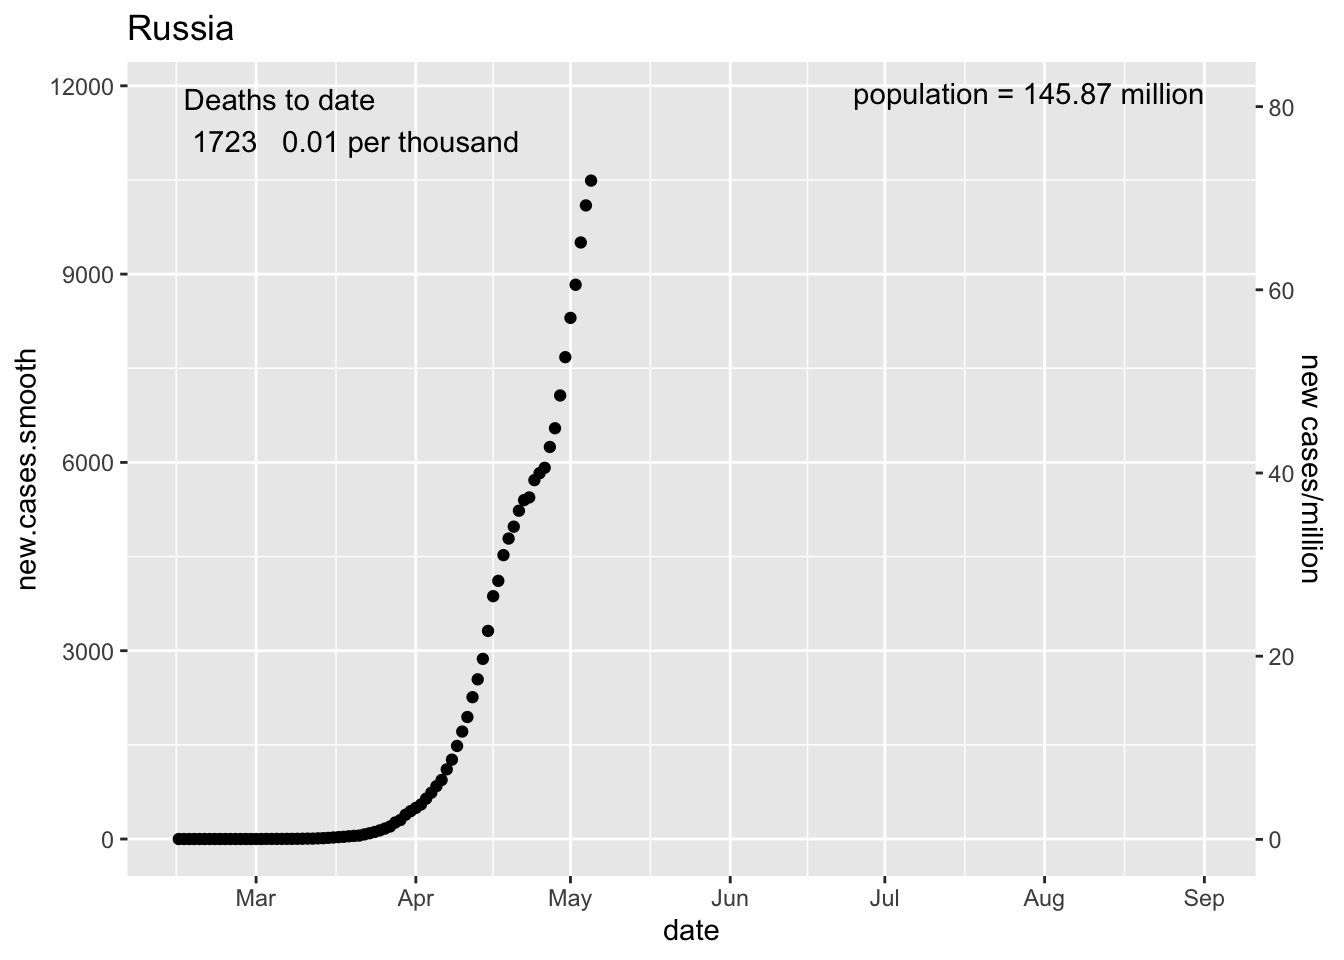 Russia
Deaths to date
1723 0.01 per thousand
population = 145.87 million
12000
9000
6000
3000
0
new.cases.smooth
80
60
40
20
0
new cases/million
Mar Apr May Jun Jul Aug Sep
date